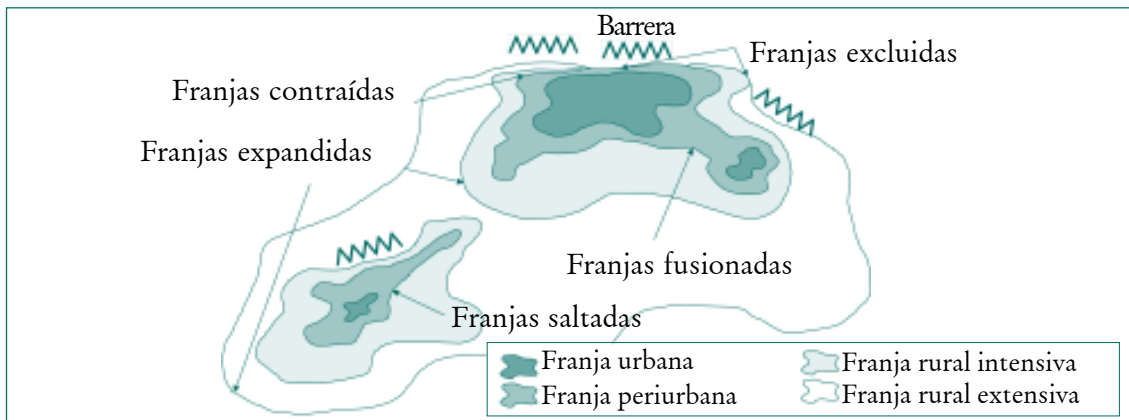 Barrera
Franjas excluidas
Franjas contraídas
Franjas expandidas
Franjas fusionadas
Franjas saltadas
Franja urbana
Franja rural intensiva
Franja periurbana
Franja rural extensiva